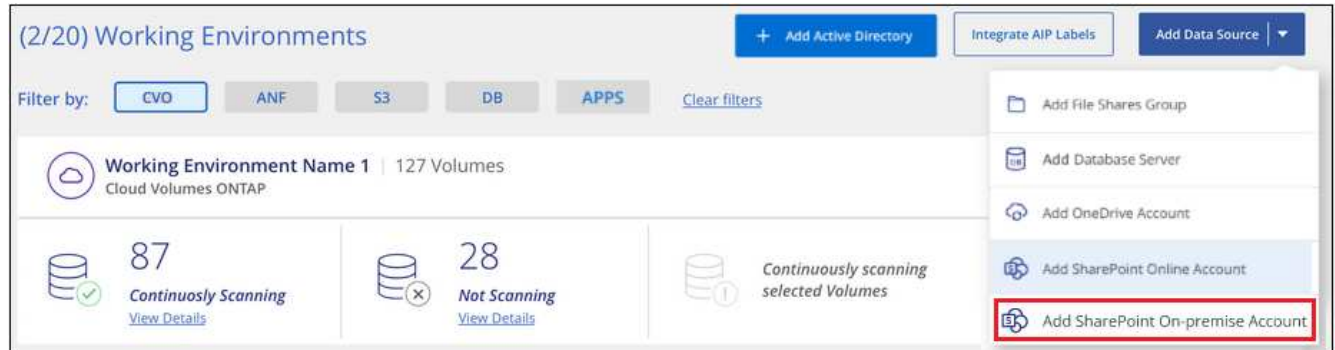 (2/20) Working Environments
+ Add Active Directory
Integrate AIP Labels
Add Data Source
Filter by:
CVO
ANF
S3
DB
APPS
Clear filters
Working Environment Name 1 | 127 Volumes
Cloud Volumes ONTAP
87
Continuosly Scanning
View Details
28
Not Scanning
View Details
Continuously scanning
selected Volumes
Add File Shares Group
DB
Add Database Server
Add OneDrive Account
S
Add SharePoint Online Account
S
Add SharePoint On-premise Account